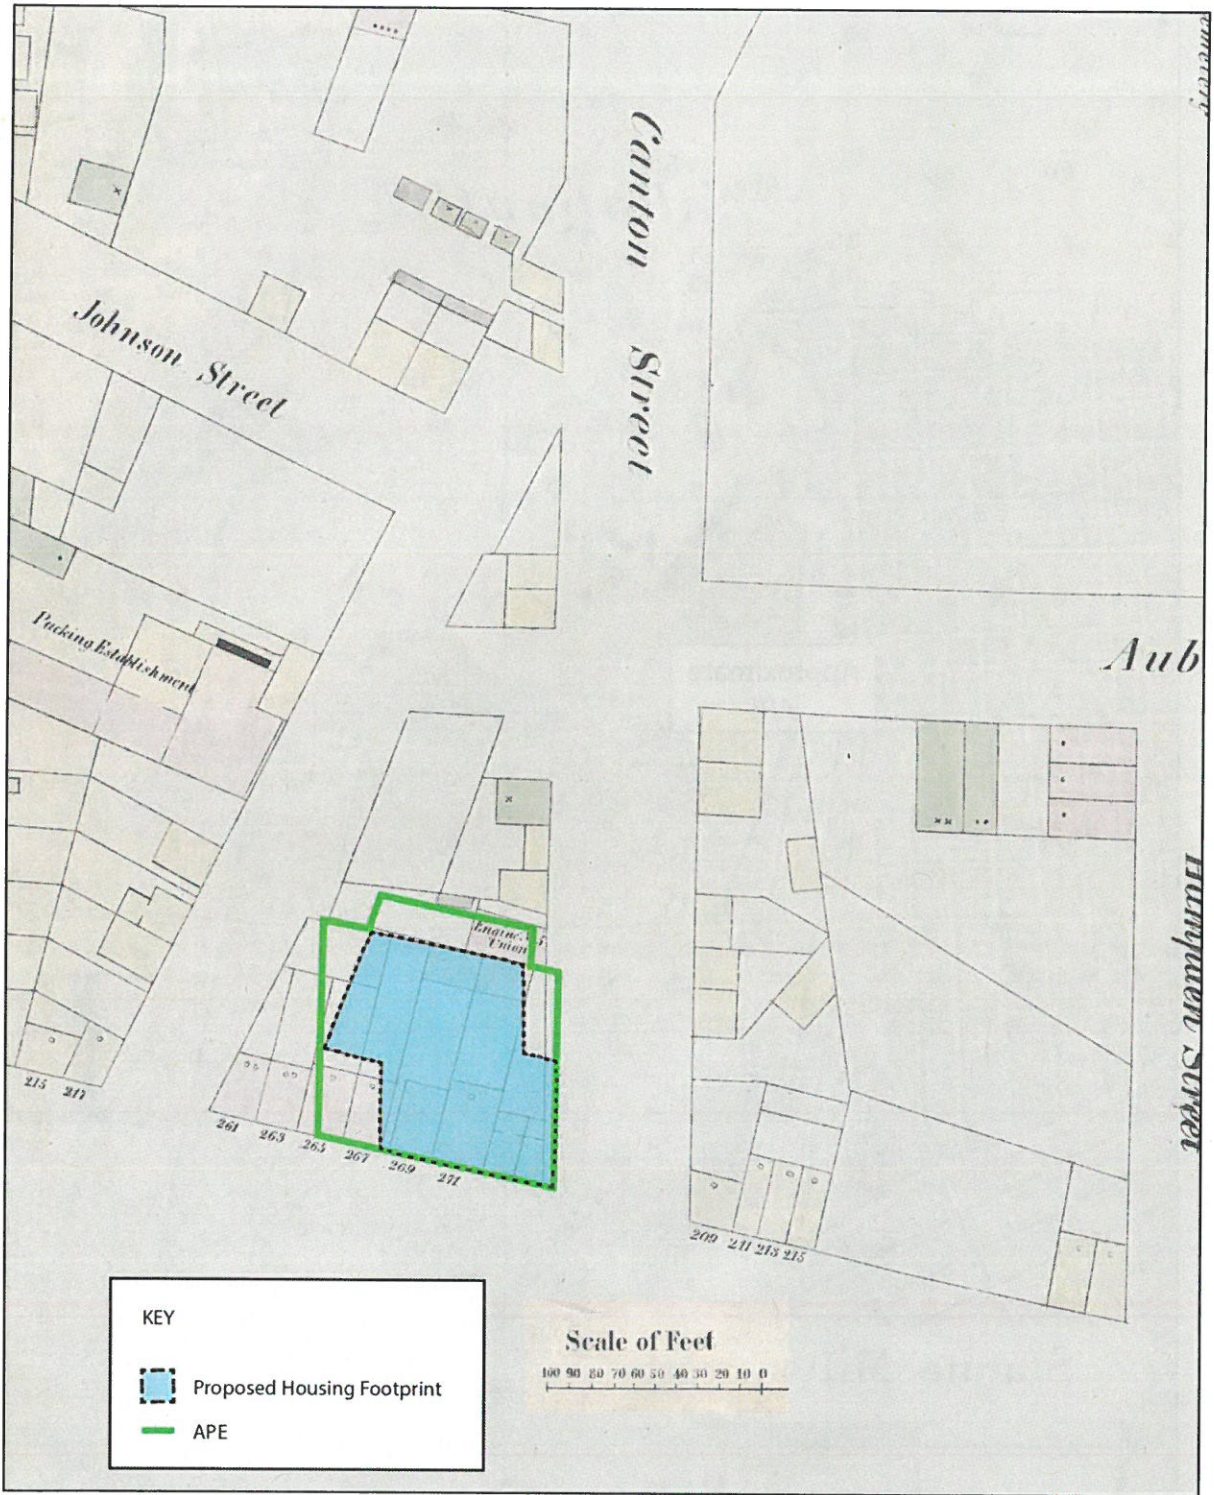 emetery
Canton Street
Johnson Street
Packing Establishment
Aub
Engine
Union
Street
215 217
261 263 265 267 269 271
209 211 213 215
KEY
Proposed Housing Footprint
APE
Scale of Feet
100 90 80 70 60 50 40 30 20 10 0